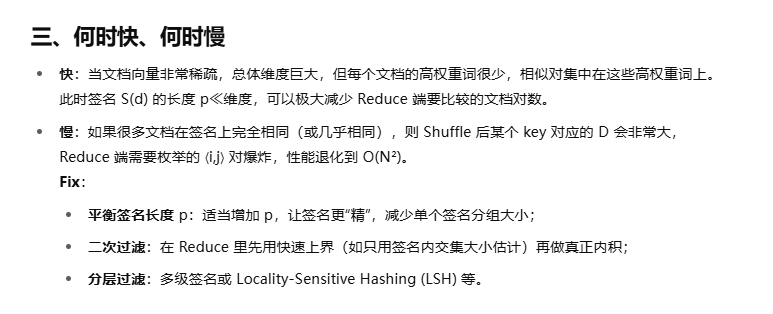 三、何时快、何时慢
• 快：当文档向量非常稀疏，总体维度巨大，但每个文档的高权重词很少，相似对集中在这些高权重词上。
此时签名 S(d) 的长度 p≪维度，可以极大减少 Reduce 端要比较的文档对数。
• 慢：如果很多文档在签名上完全相同（或几乎相同），则 Shuffle 后某个 key 对应的 D 会非常大，
Reduce 端需要枚举的 ⟨i,j⟩ 对爆炸，性能退化到 O(N²)。
Fix：
• 平衡签名长度 p：适当增加 p，让签名更“精”，减少单个签名分组大小；
• 二次过滤：在 Reduce 里先用快速上界（如只用签名内交集大小估计）再做真正内积；
• 分层过滤：多级签名或 Locality-Sensitive Hashing (LSH) 等。